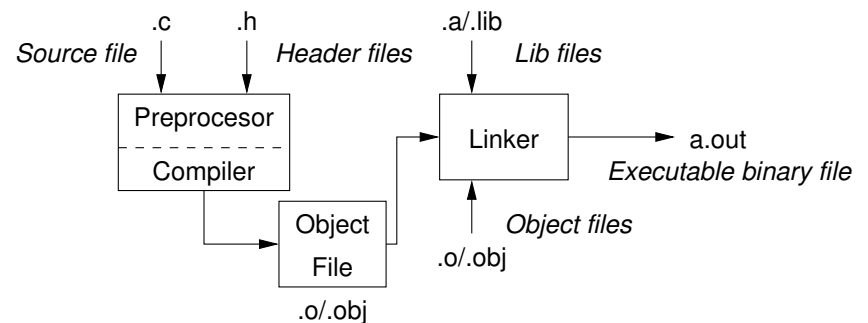 .c
.h
.a/.lib
Source file
Header files
Lib files
Preprocesor
Compiler
Linker
a.out
Executable binary file
Object
File
.o/.obj
Object files
.o/.obj